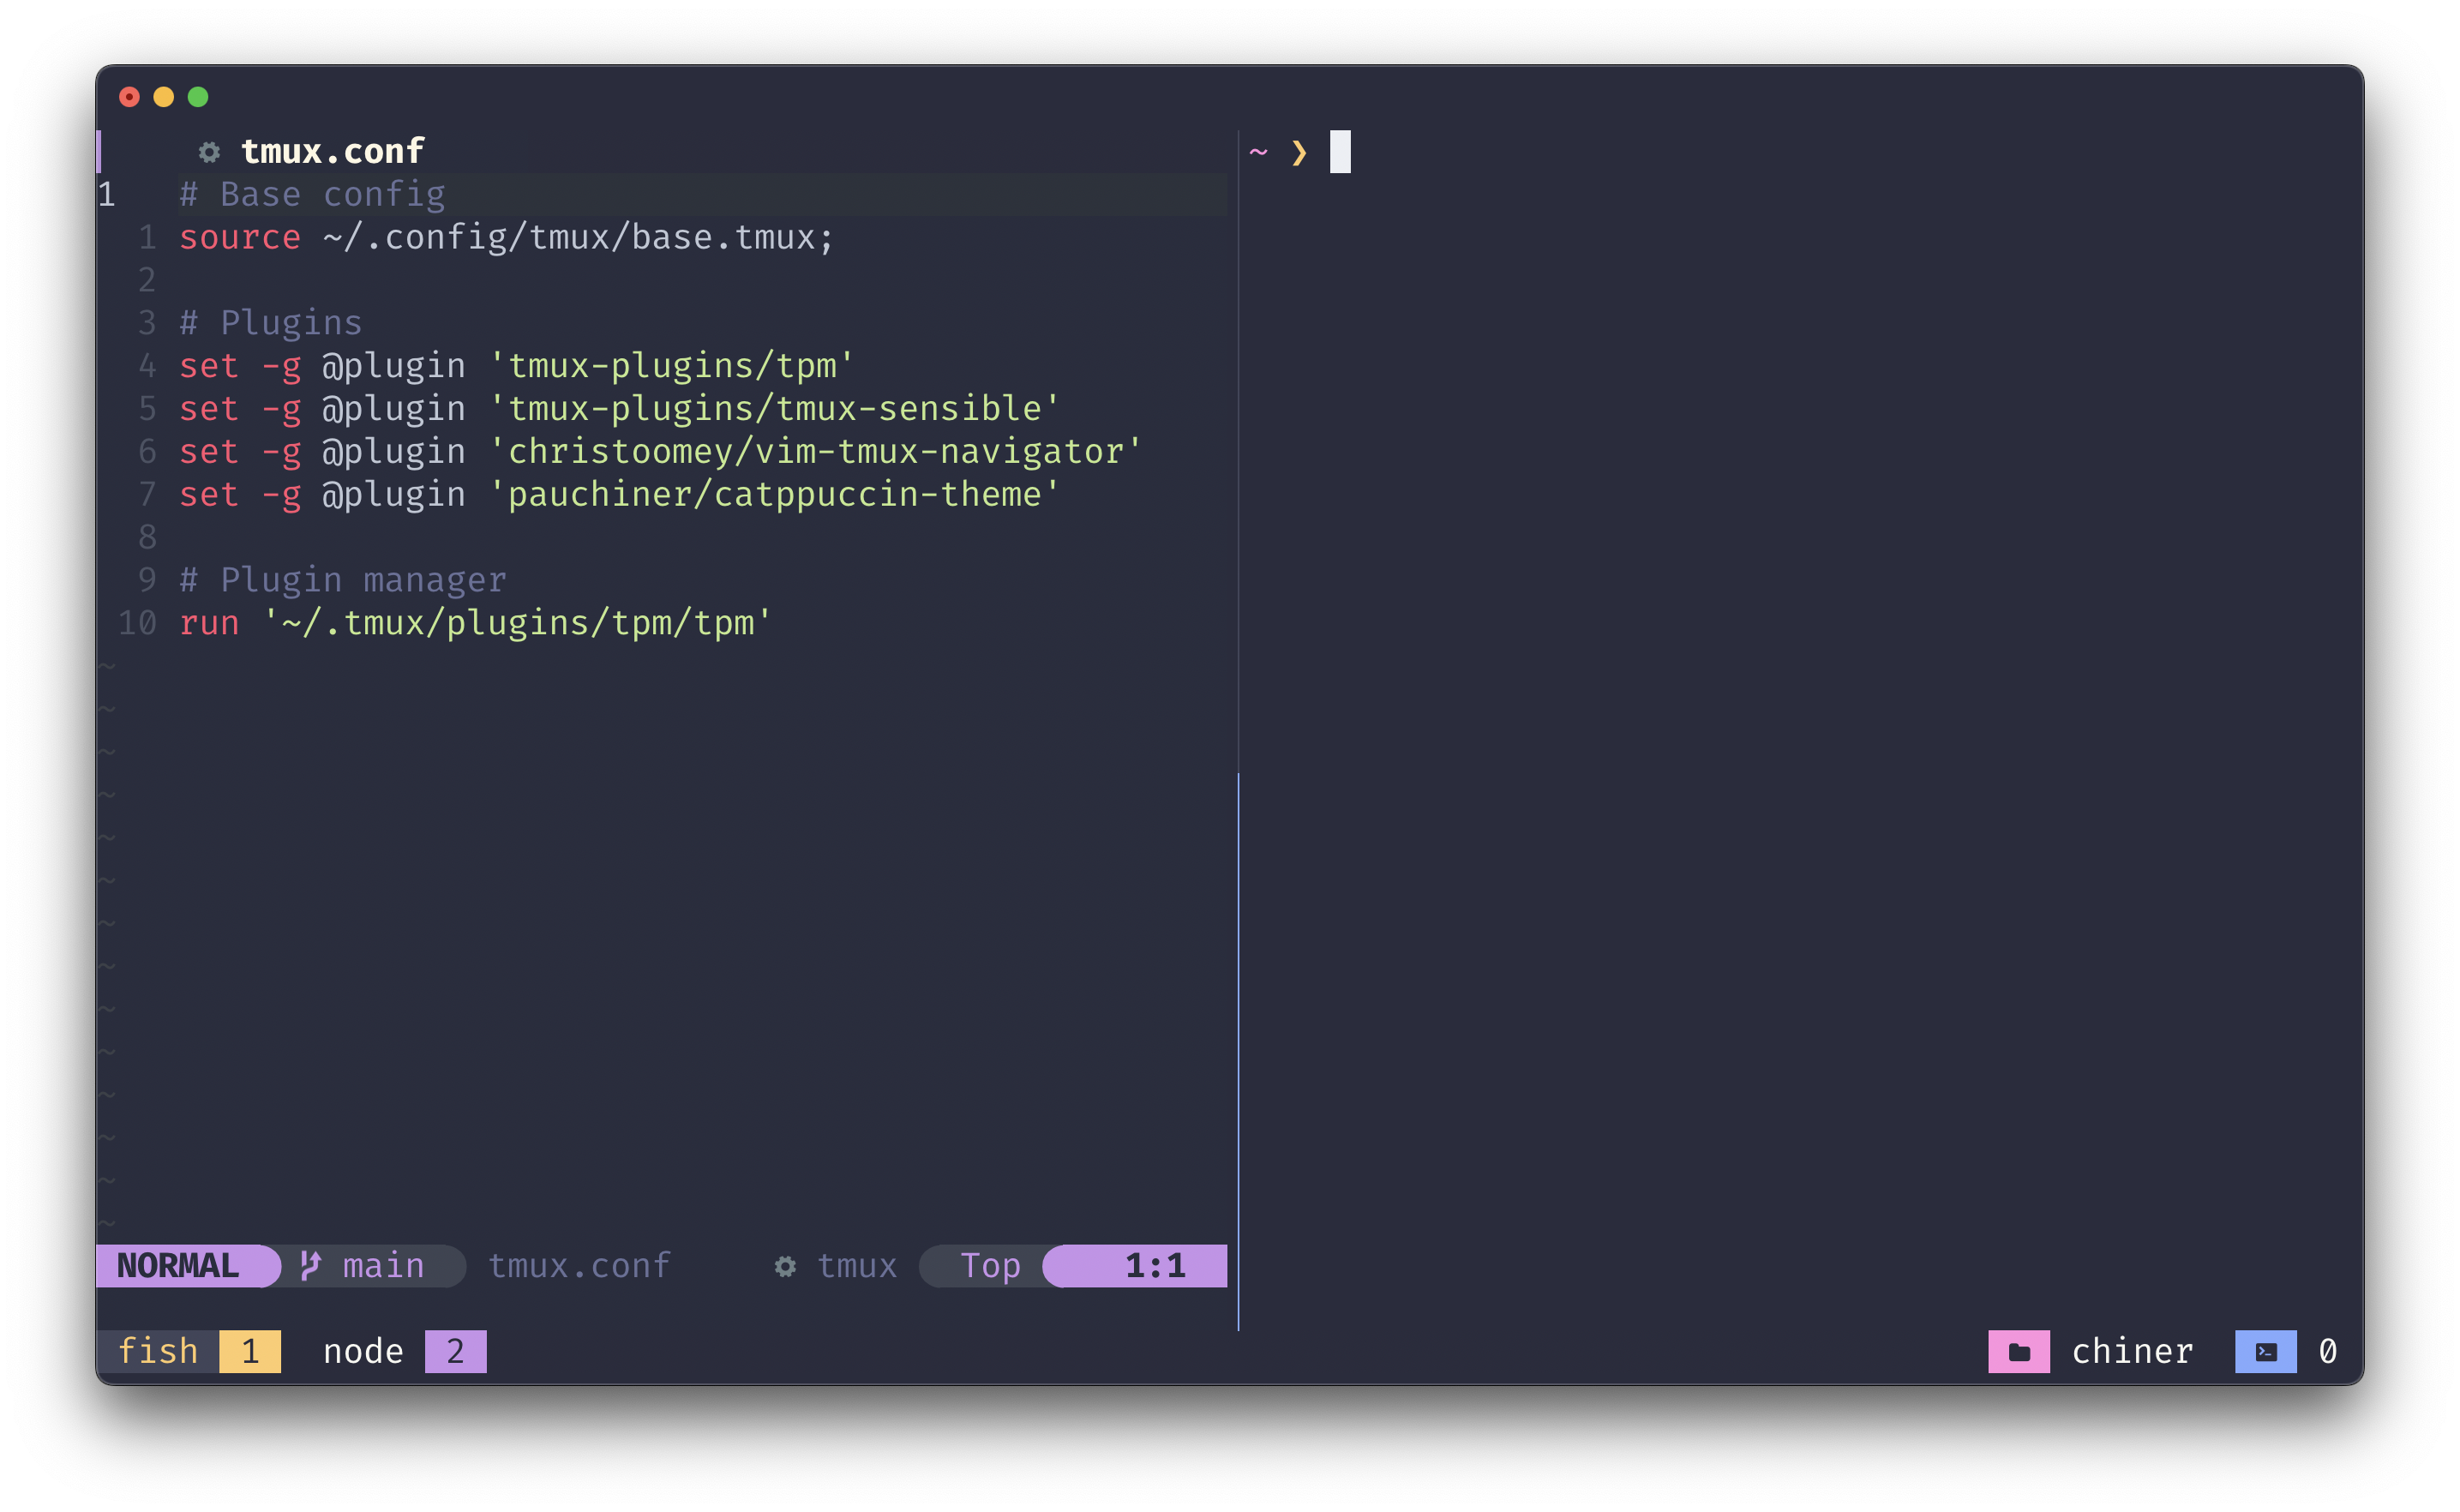 tmux.conf
1 # Base config
1 source ~/.config/tmux/base.tmux;
2
3 # Plugins
4 set -g @plugin 'tmux-plugins/tpm'
5 set -g @plugin 'tmux-plugins/tmux-sensible'
6 set -g @plugin 'christoomey/vim-tmux-navigator'
7 set -g @plugin 'pauchiner/catppuccin-theme'
8
9 # Plugin manager
10 run '~/.tmux/plugins/tpm/tpm'
~
~
~
~
~
~
~
~
~
~
~
~
~
~
NORMAL main tmux.conf tmux Top 1:1
~ ❯
fish 1 node 2 chiner 0